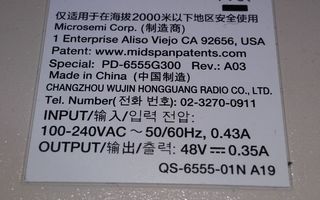 仅适用于在海拔2000米以下地区安全使用
Microsemi Corp. (制造商)
1 Enterprise Aliso Viejo CA 92656, USA
Patent: www.midspanpatents.com
Special: PD-6555G300 Rev.: A03
Made in China (中国制造)
CHANGZHOU WUJIN HONGGUANG RADIO CO., LTD.
Tel. Number(전화 번호): 02-3270-0911
INPUT/输入/입력 전압:
100-240VAC ~ 50/60Hz, 0.43A
OUTPUT/输出/출력: 48V ⎓ 0.35A
QS-6555-01N A19